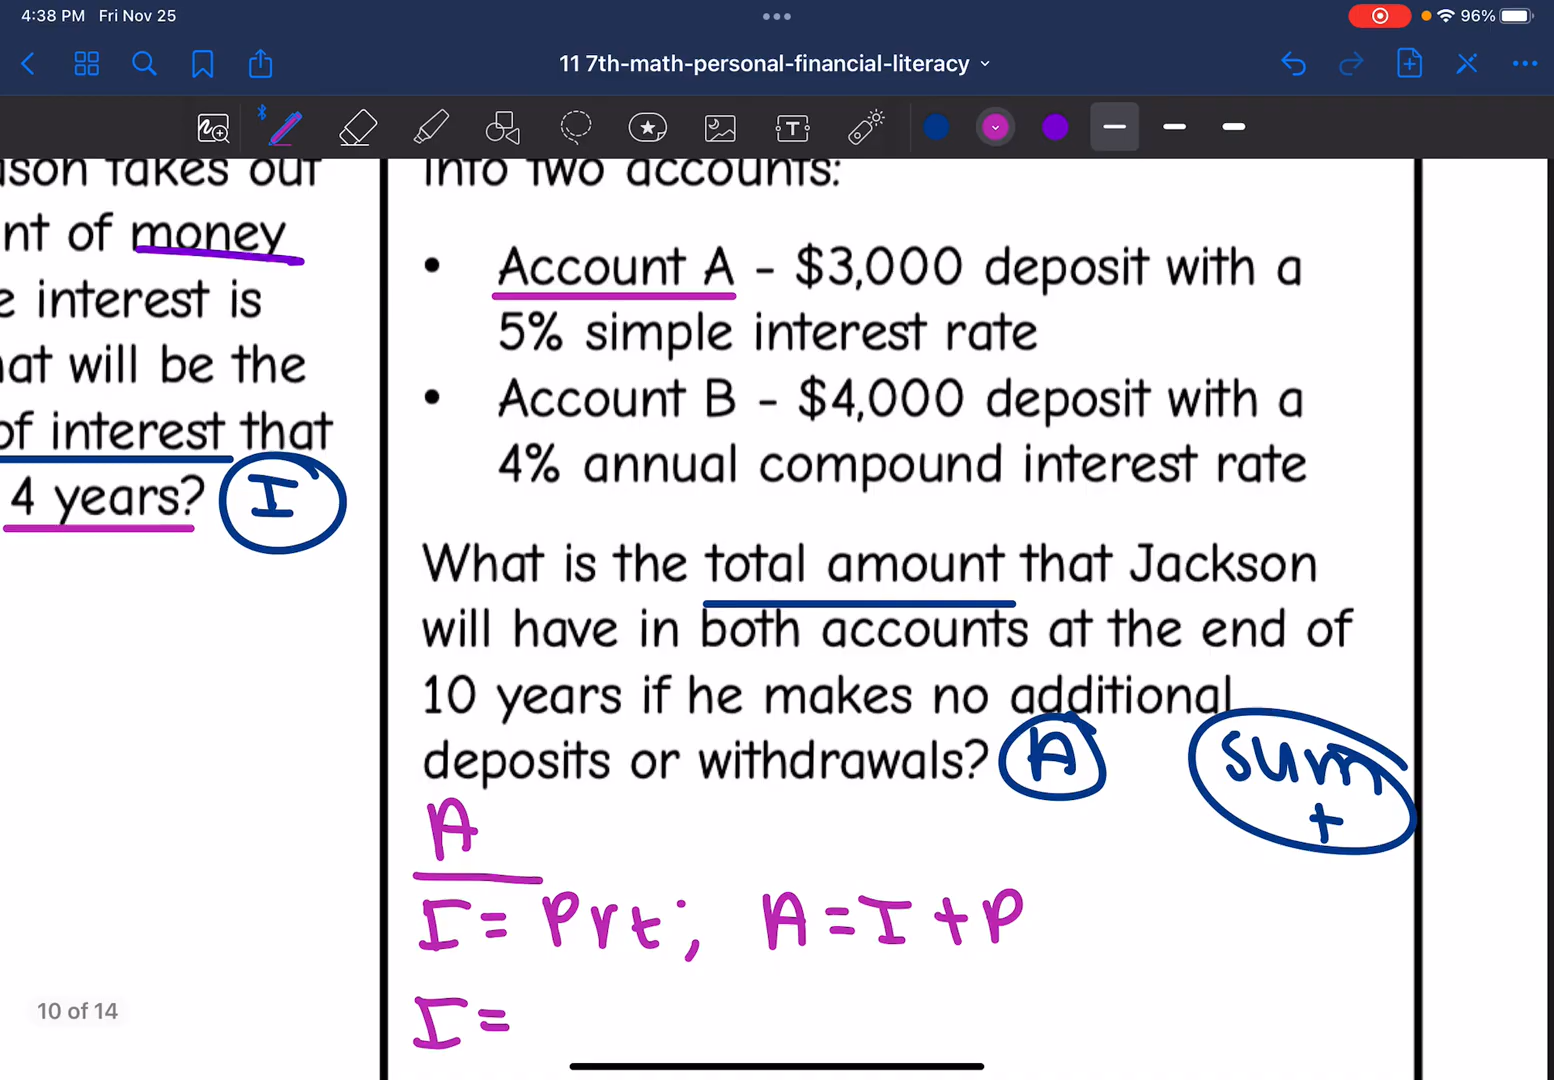 4:38 PM Fri Nov 25
96%
11 7th-math-personal-financial-literacy
T
son takes out
nt of money
e interest is
at will be the
of interest that
4 years? I
into two accounts:
• Account A - $3,000 deposit with a
5% simple interest rate
• Account B - $4,000 deposit with a
4% annual compound interest rate
What is the total amount that Jackson
will have in both accounts at the end of
10 years if he makes no additional
deposits or withdrawals? A
sum
+
A
I = Prt; A = I + P
I =
10 of 14